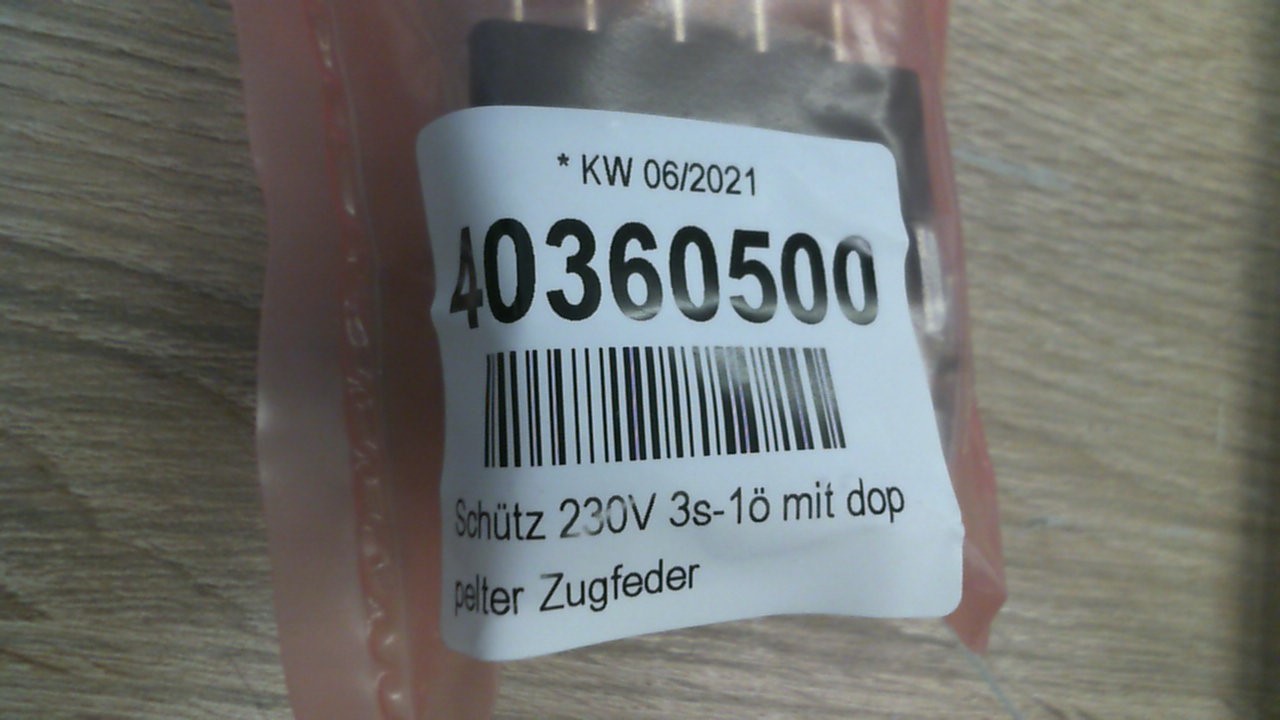 * KW 06/2021
40360500
Schütz 230V 3s-1ö mit dop
pelter Zugfeder